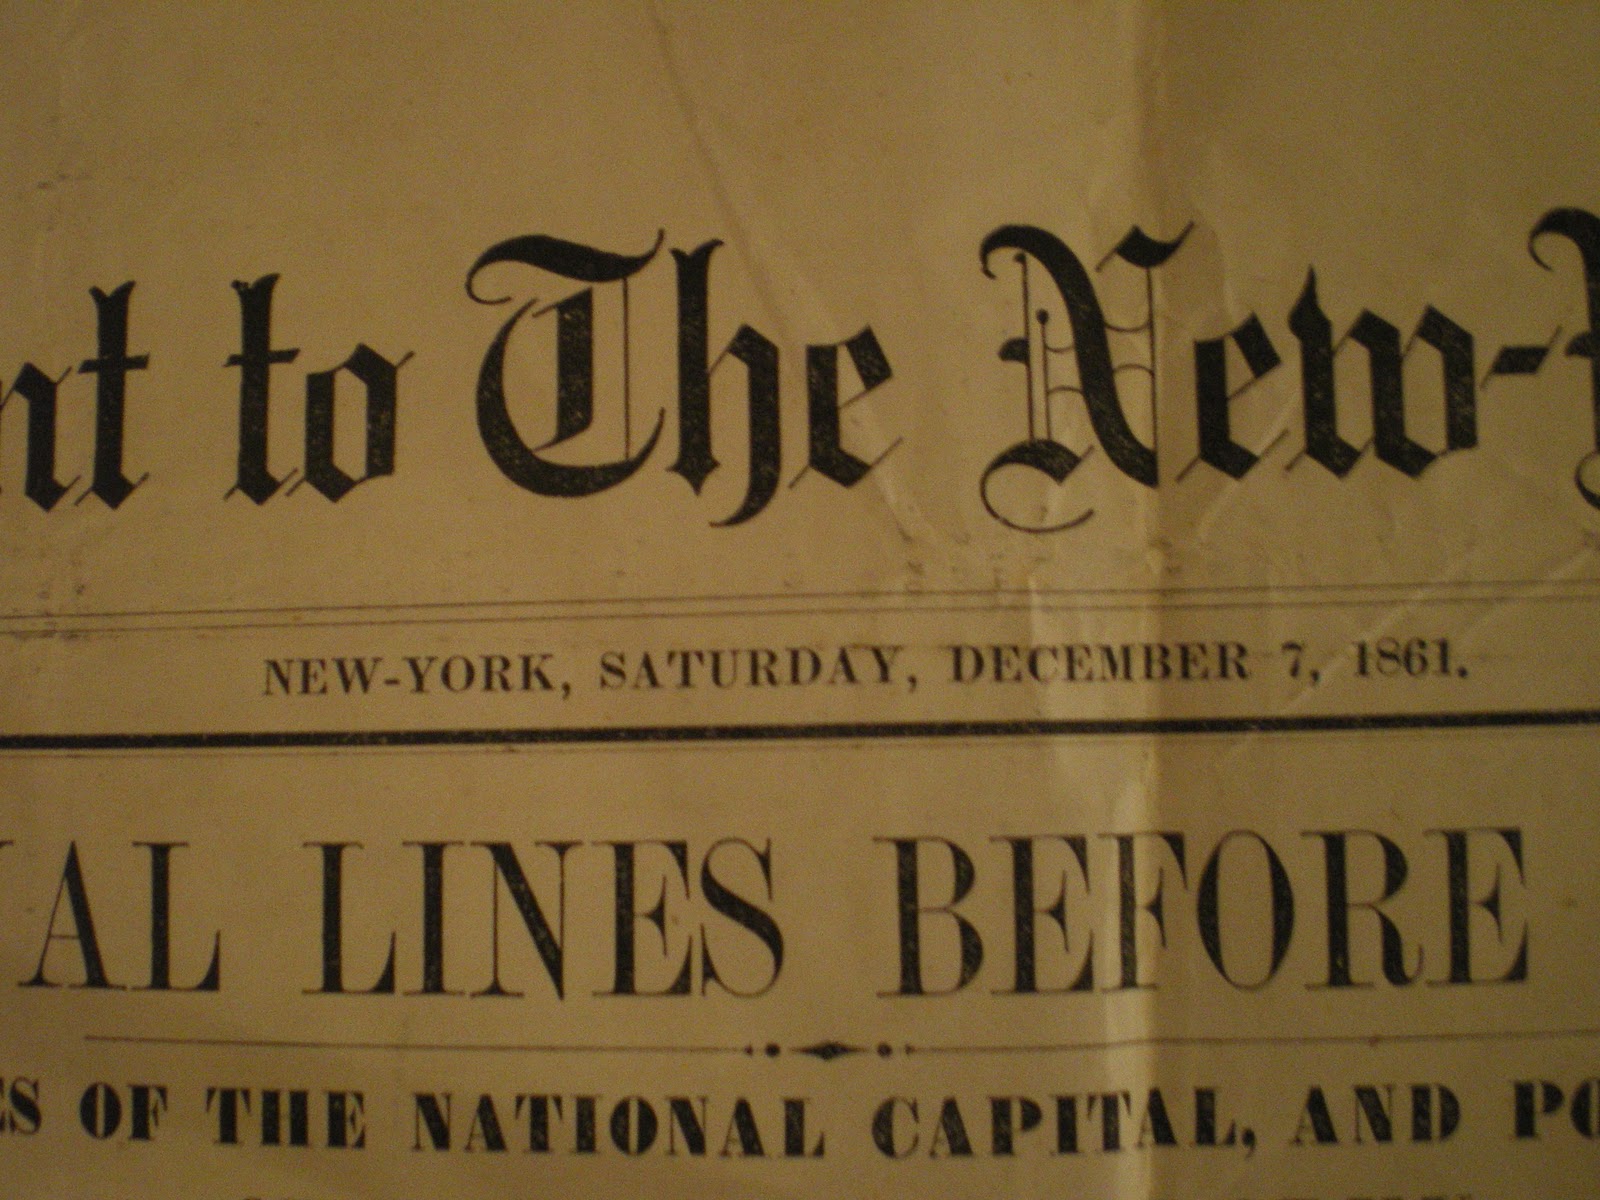 nt to The New-
NEW-YORK, SATURDAY, DECEMBER 7, 1861.
AL LINES BEFORE
ES OF THE NATIONAL CAPITAL, AND PO